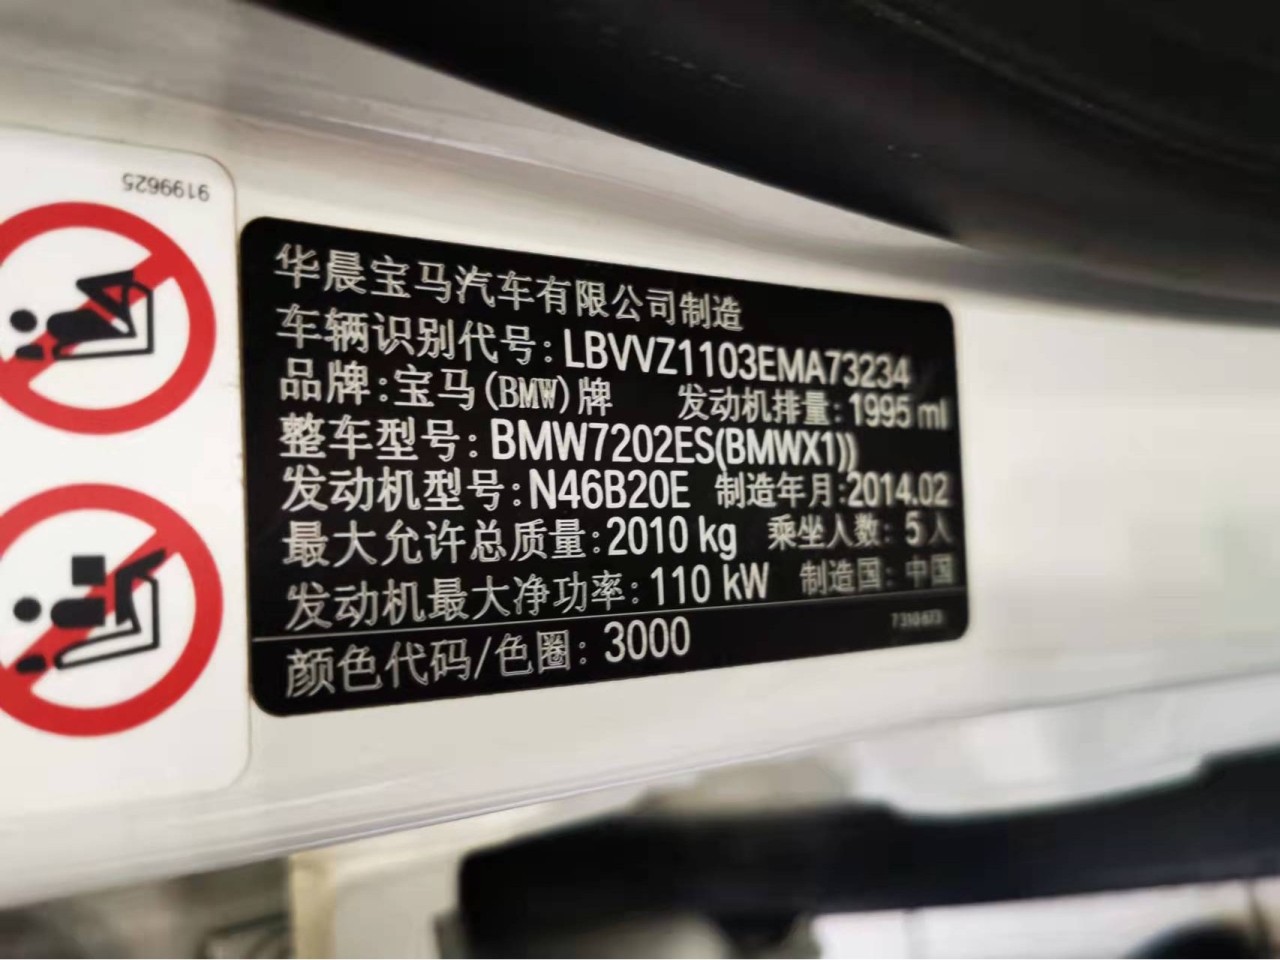 9199625
华晨宝马汽车有限公司制造
车辆识别代号:LBVVZ1103EMA73234
品牌:宝马(BMW)牌 发动机排量:1995 ml
整车型号:BMW7202ES(BMWX1))
发动机型号:N46B20E 制造年月:2014.02
最大允许总质量:2010 kg 乘坐人数:5人
发动机最大净功率:110 kW 制造国:中国
颜色代码/色圈:3000